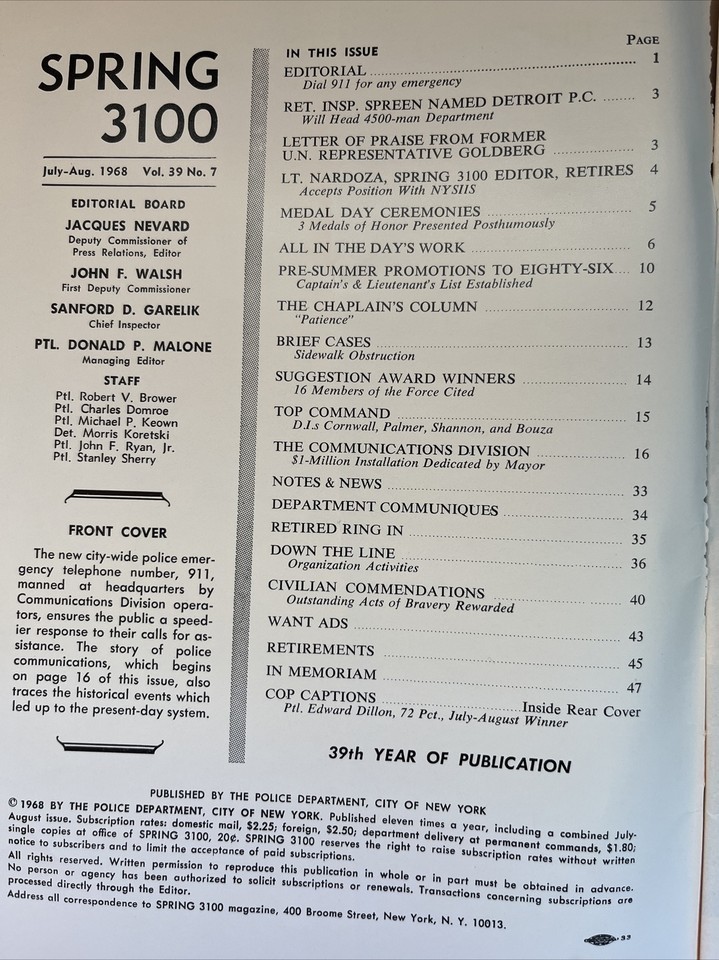 SPRING
3100
July-Aug. 1968 Vol. 39 No. 7
EDITORIAL BOARD
JACQUES NEVARD
Deputy Commissioner of
Press Relations, Editor
JOHN F. WALSH
First Deputy Commissioner
SANFORD D. GARELIK
Chief Inspector
PTL. DONALD P. MALONE
Managing Editor
STAFF
Ptl. Robert V. Brower
Ptl. Charles Domroe
Ptl. Michael P. Keown
Det. Morris Koretski
Ptl. John F. Ryan, Jr.
Ptl. Stanley Sherry
FRONT COVER
The new city-wide police emer-
gency telephone number, 911,
manned at headquarters by
Communications Division opera-
tors, ensures the public a speed-
ier response to their calls for as-
sistance. The story of police
communications, which begins
on page 16 of this issue, also
traces the historical events which
led up to the present-day system.
PAGE
IN THIS ISSUE
EDITORIAL 1
Dial 911 for any emergency
RET. INSP. SPREEN NAMED DETROIT P.C. 3
Will Head 4500-man Department
LETTER OF PRAISE FROM FORMER
U.N. REPRESENTATIVE GOLDBERG 3
LT. NARDOZA, SPRING 3100 EDITOR, RETIRES 4
Accepts Position With NYSIIS
MEDAL DAY CEREMONIES 5
3 Medals of Honor Presented Posthumously
ALL IN THE DAY'S WORK 6
PRE-SUMMER PROMOTIONS TO EIGHTY-SIX 10
Captain's & Lieutenant's List Established
THE CHAPLAIN'S COLUMN 12
"Patience"
BRIEF CASES 13
Sidewalk Obstruction
SUGGESTION AWARD WINNERS 14
16 Members of the Force Cited
TOP COMMAND 15
D.I.s Cornwall, Palmer, Shannon, and Bouza
THE COMMUNICATIONS DIVISION 16
$1-Million Installation Dedicated by Mayor
NOTES & NEWS 33
DEPARTMENT COMMUNIQUES 34
RETIRED RING IN 35
DOWN THE LINE 36
Organization Activities
CIVILIAN COMMENDATIONS 40
Outstanding Acts of Bravery Rewarded
WANT ADS 43
RETIREMENTS 45
IN MEMORIAM 47
COP CAPTIONS Inside Rear Cover
Ptl. Edward Dillon, 72 Pct., July-August Winner
39th YEAR OF PUBLICATION
PUBLISHED BY THE POLICE DEPARTMENT, CITY OF NEW YORK
© 1968 BY THE POLICE DEPARTMENT, CITY OF NEW YORK. Published eleven times a year, including a combined July-
August issue. Subscription rates: domestic mail, $2.25; foreign, $2.50; department delivery at permanent commands, $1.80;
single copies at office of SPRING 3100, 20¢. SPRING 3100 reserves the right to raise subscription rates without written
notice to subscribers and to limit the acceptance of paid subscriptions.
All rights reserved. Written permission to reproduce this publication in whole or in part must be obtained in advance.
No person or agency has been authorized to solicit subscriptions or renewals. Transactions concerning subscriptions are
processed directly through the Editor.
Address all correspondence to SPRING 3100 magazine, 400 Broome Street, New York, N. Y. 10013.